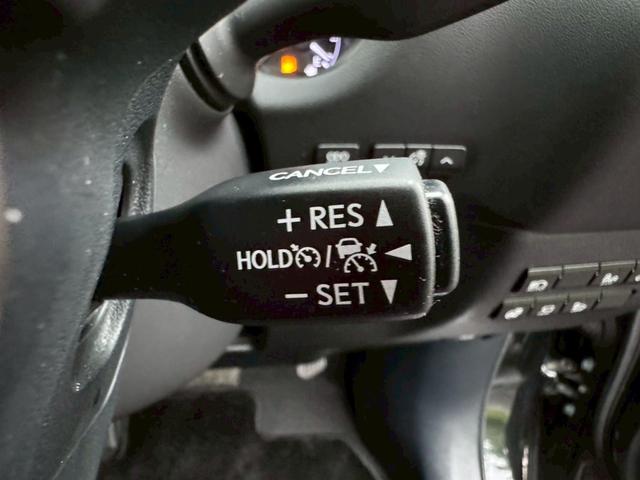 CANCEL▼
+ RES ▲
HOLD / ◀
− SET ▼